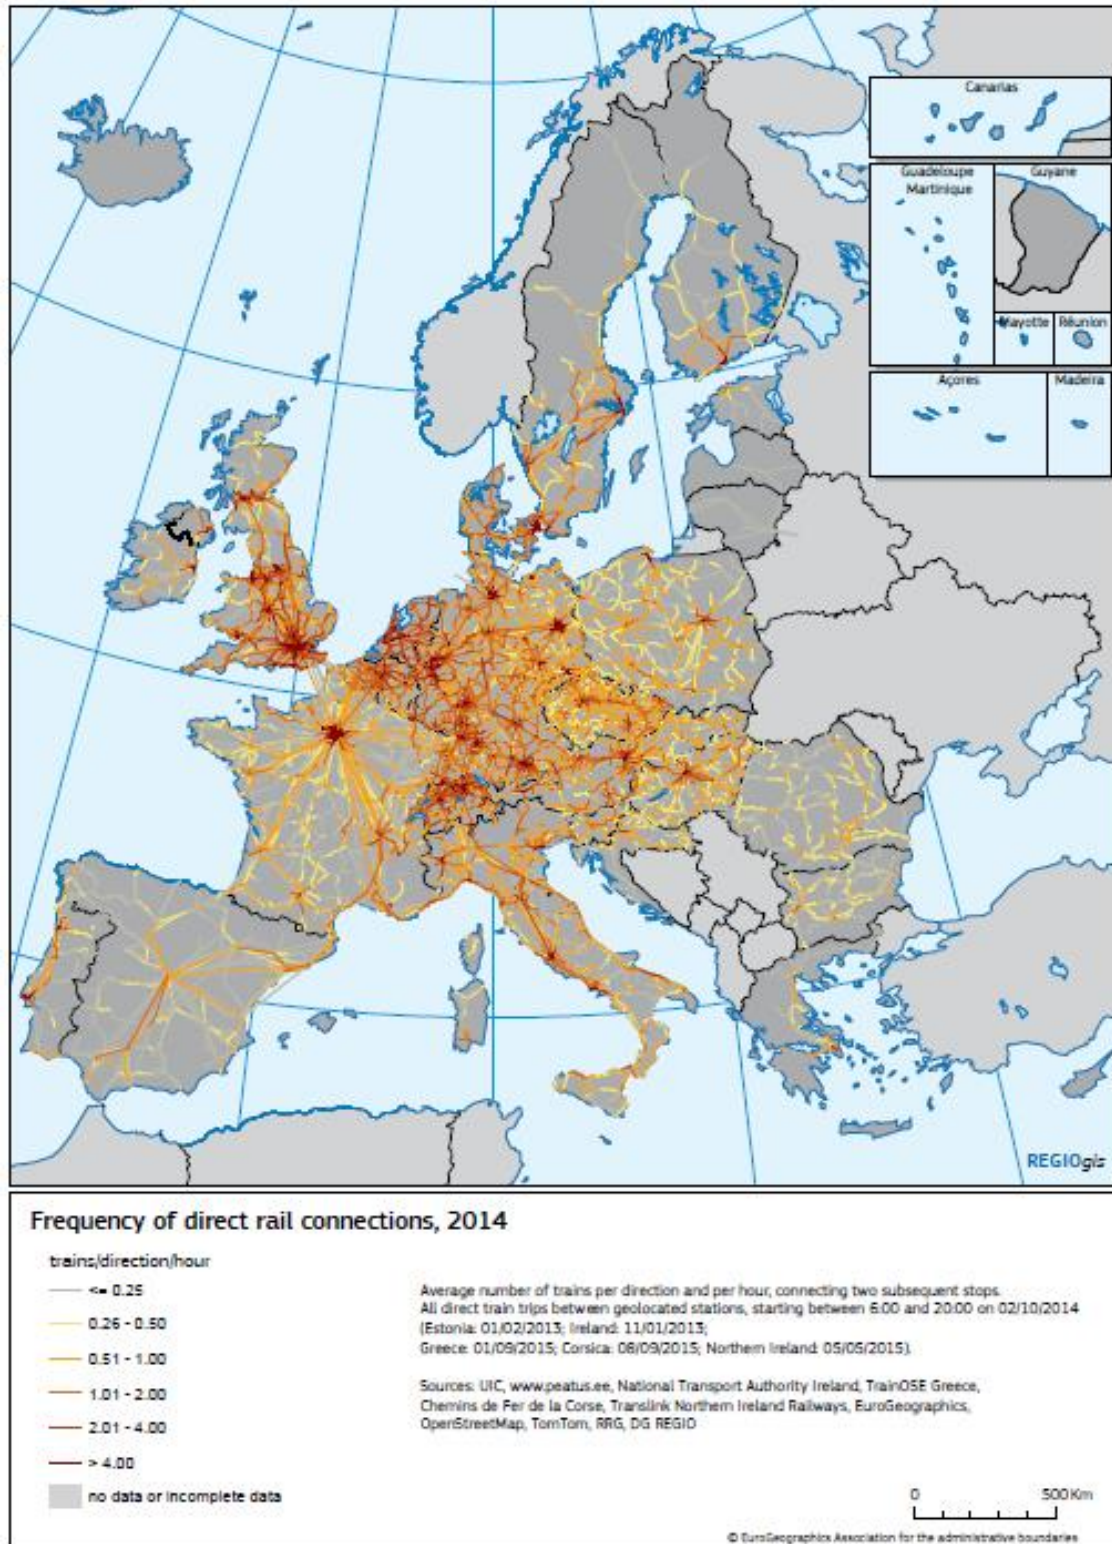 Canarias
Guadeloupe
Martinique
Guyane
Mayotte
Réunion
Açores
Madeira
REGIOgis
Frequency of direct rail connections, 2014
trains/direction/hour
<= 0.25
0.26 - 0.50
0.51 - 1.00
1.01 - 2.00
2.01 - 4.00
> 4.00
no data or incomplete data
Average number of trains per direction and per hour, connecting two subsequent stops.
All direct train trips between geolocated stations, starting between 6:00 and 20:00 on 02/10/2014
(Estonia: 01/02/2013; Ireland: 11/01/2013;
Greece: 01/09/2015; Corsica: 08/09/2015; Northern Ireland: 05/05/2015).
Sources: UIC, www.peatus.ee, National Transport Authority Ireland, TrainOSE Greece,
Chemins de Fer de la Corse, Translink Northern Ireland Railways, EuroGeographics,
OpenStreetMap, TomTom, RRG, DG REGIO
0 500 Km
© EuroGeographics Association for the administrative boundaries